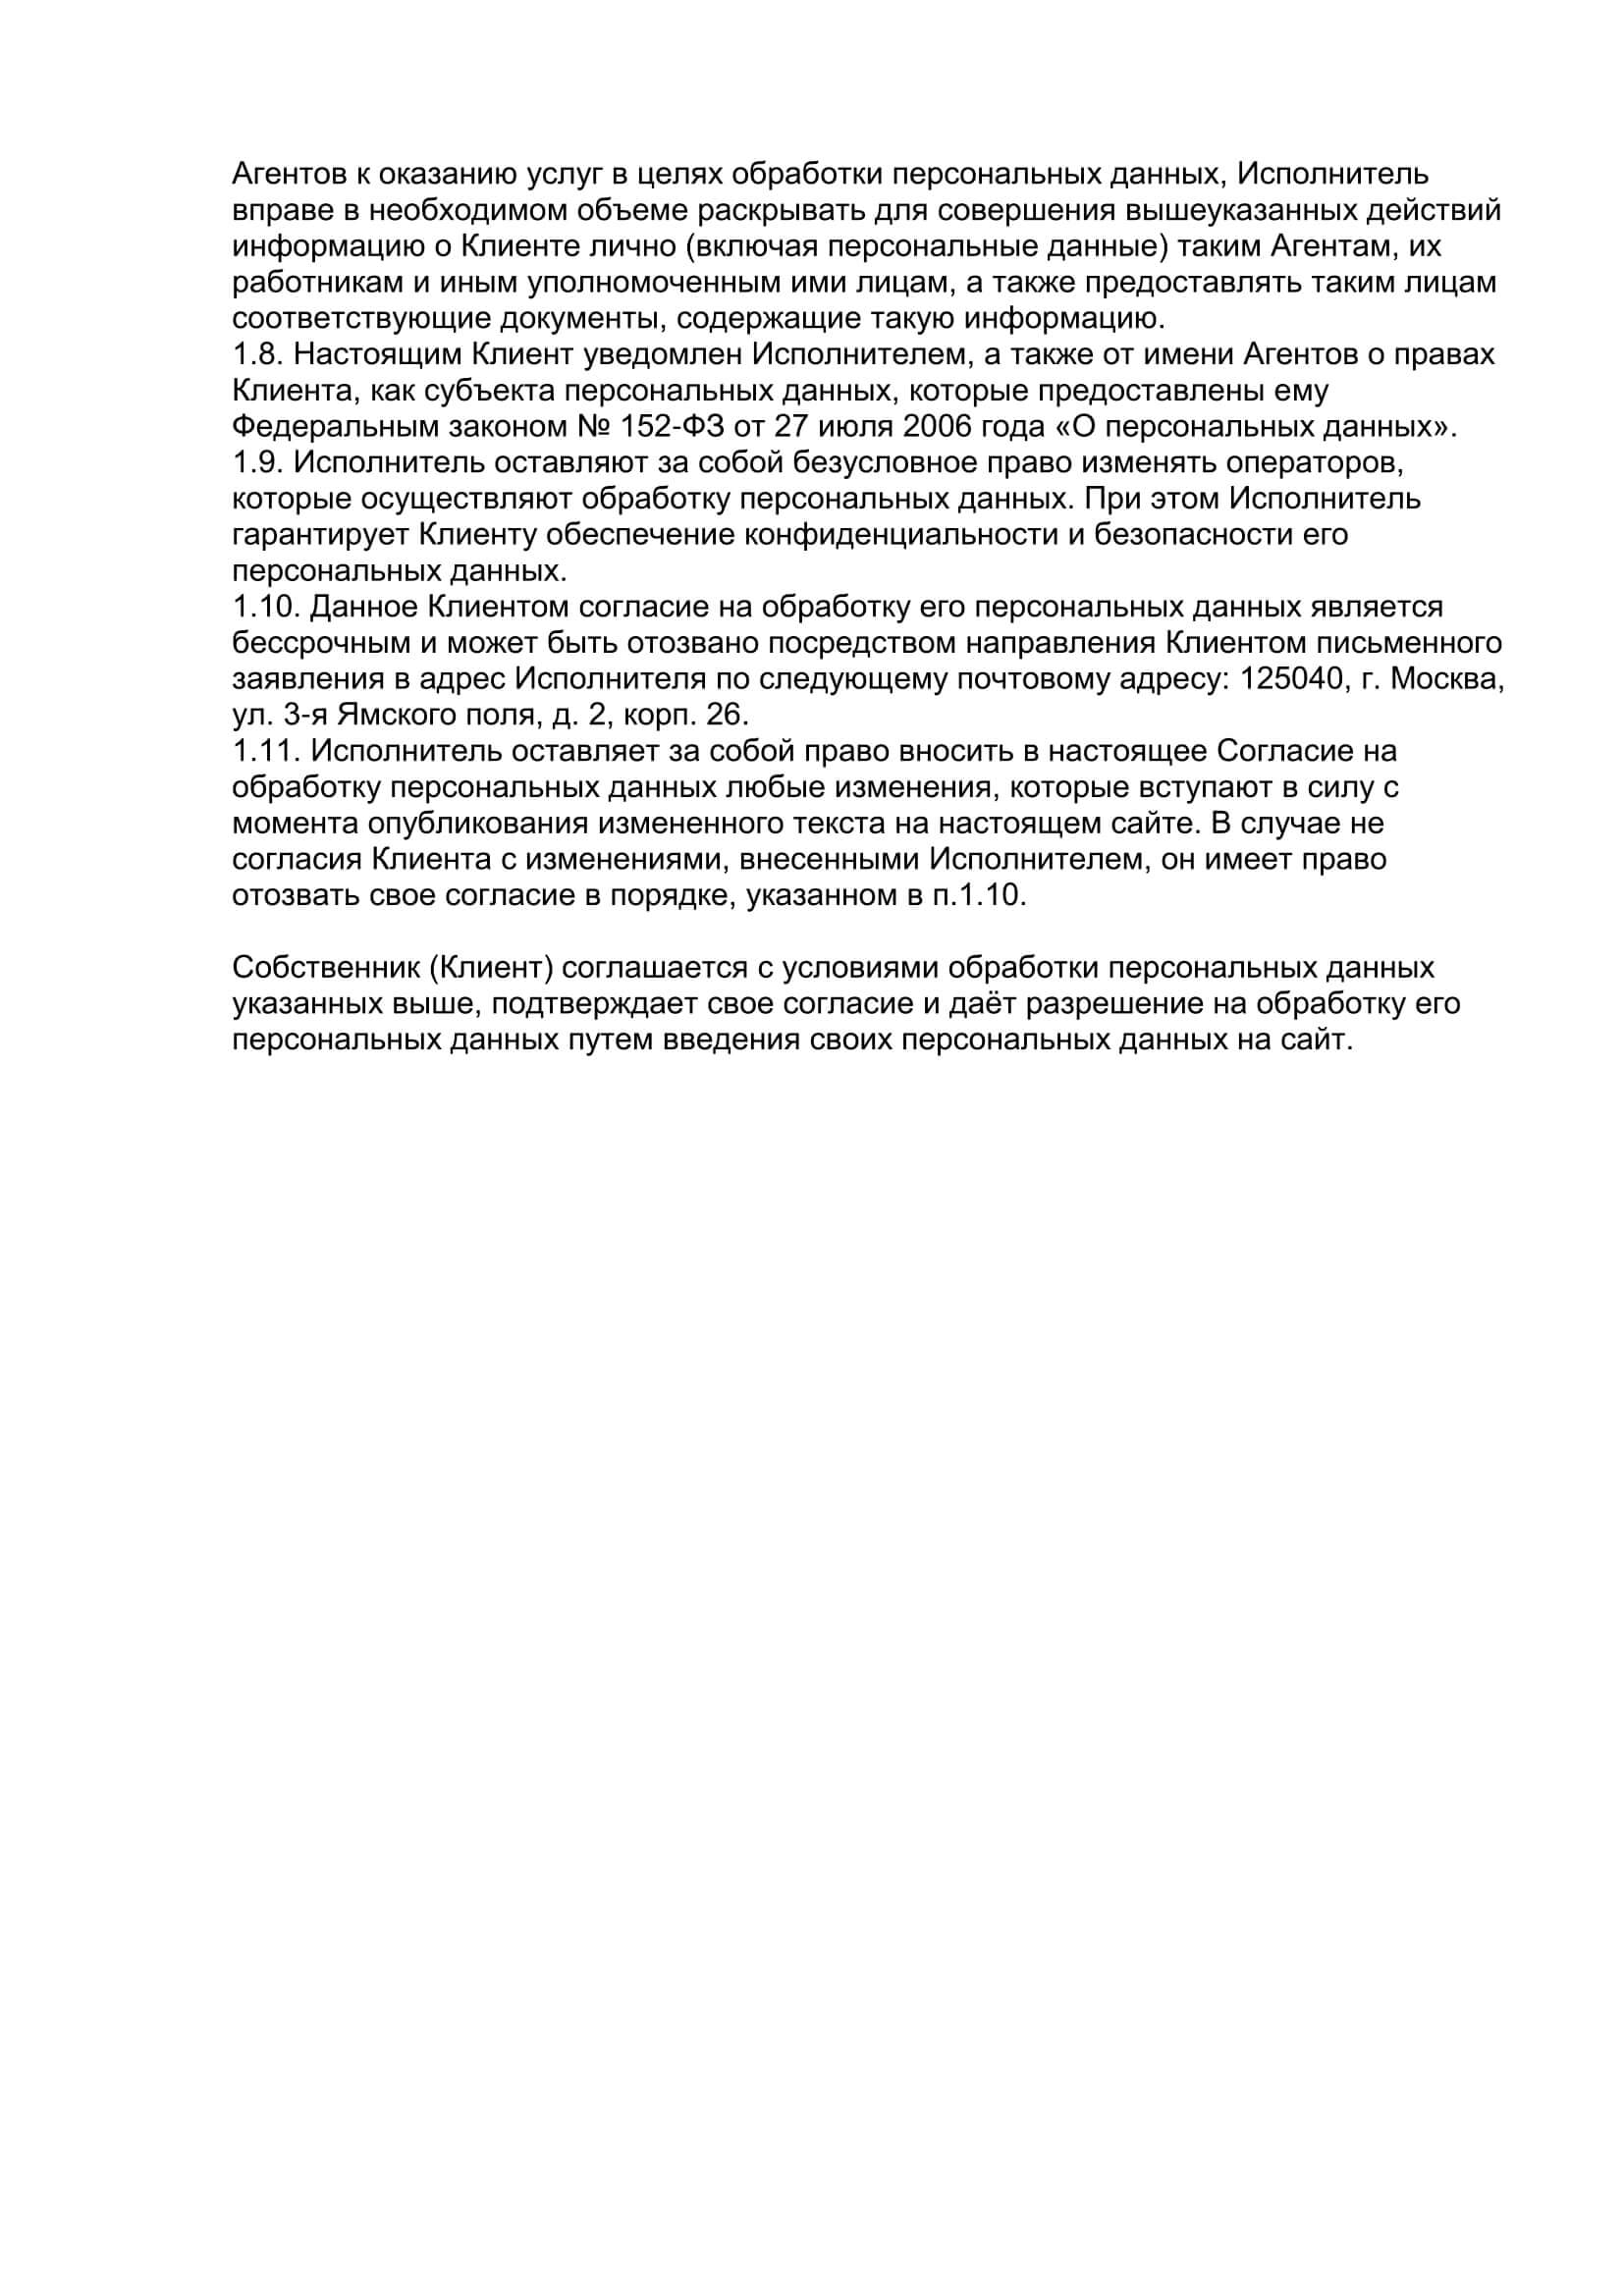 Агентов к оказанию услуг в целях обработки персональных данных, Исполнитель
вправе в необходимом объеме раскрывать для совершения вышеуказанных действий
информацию о Клиенте лично (включая персональные данные) таким Агентам, их
работникам и иным уполномоченным ими лицам, а также предоставлять таким лицам
соответствующие документы, содержащие такую информацию.
1.8. Настоящим Клиент уведомлен Исполнителем, а также от имени Агентов о правах
Клиента, как субъекта персональных данных, которые предоставлены ему
Федеральным законом № 152-ФЗ от 27 июля 2006 года «О персональных данных».
1.9. Исполнитель оставляют за собой безусловное право изменять операторов,
которые осуществляют обработку персональных данных. При этом Исполнитель
гарантирует Клиенту обеспечение конфиденциальности и безопасности его
персональных данных.
1.10. Данное Клиентом согласие на обработку его персональных данных является
бессрочным и может быть отозвано посредством направления Клиентом письменного
заявления в адрес Исполнителя по следующему почтовому адресу: 125040, г. Москва,
ул. 3-я Ямского поля, д. 2, корп. 26.
1.11. Исполнитель оставляет за собой право вносить в настоящее Согласие на
обработку персональных данных любые изменения, которые вступают в силу с
момента опубликования измененного текста на настоящем сайте. В случае не
согласия Клиента с изменениями, внесенными Исполнителем, он имеет право
отозвать свое согласие в порядке, указанном в п.1.10.
Собственник (Клиент) соглашается с условиями обработки персональных данных
указанных выше, подтверждает свое согласие и даёт разрешение на обработку его
персональных данных путем введения своих персональных данных на сайт.